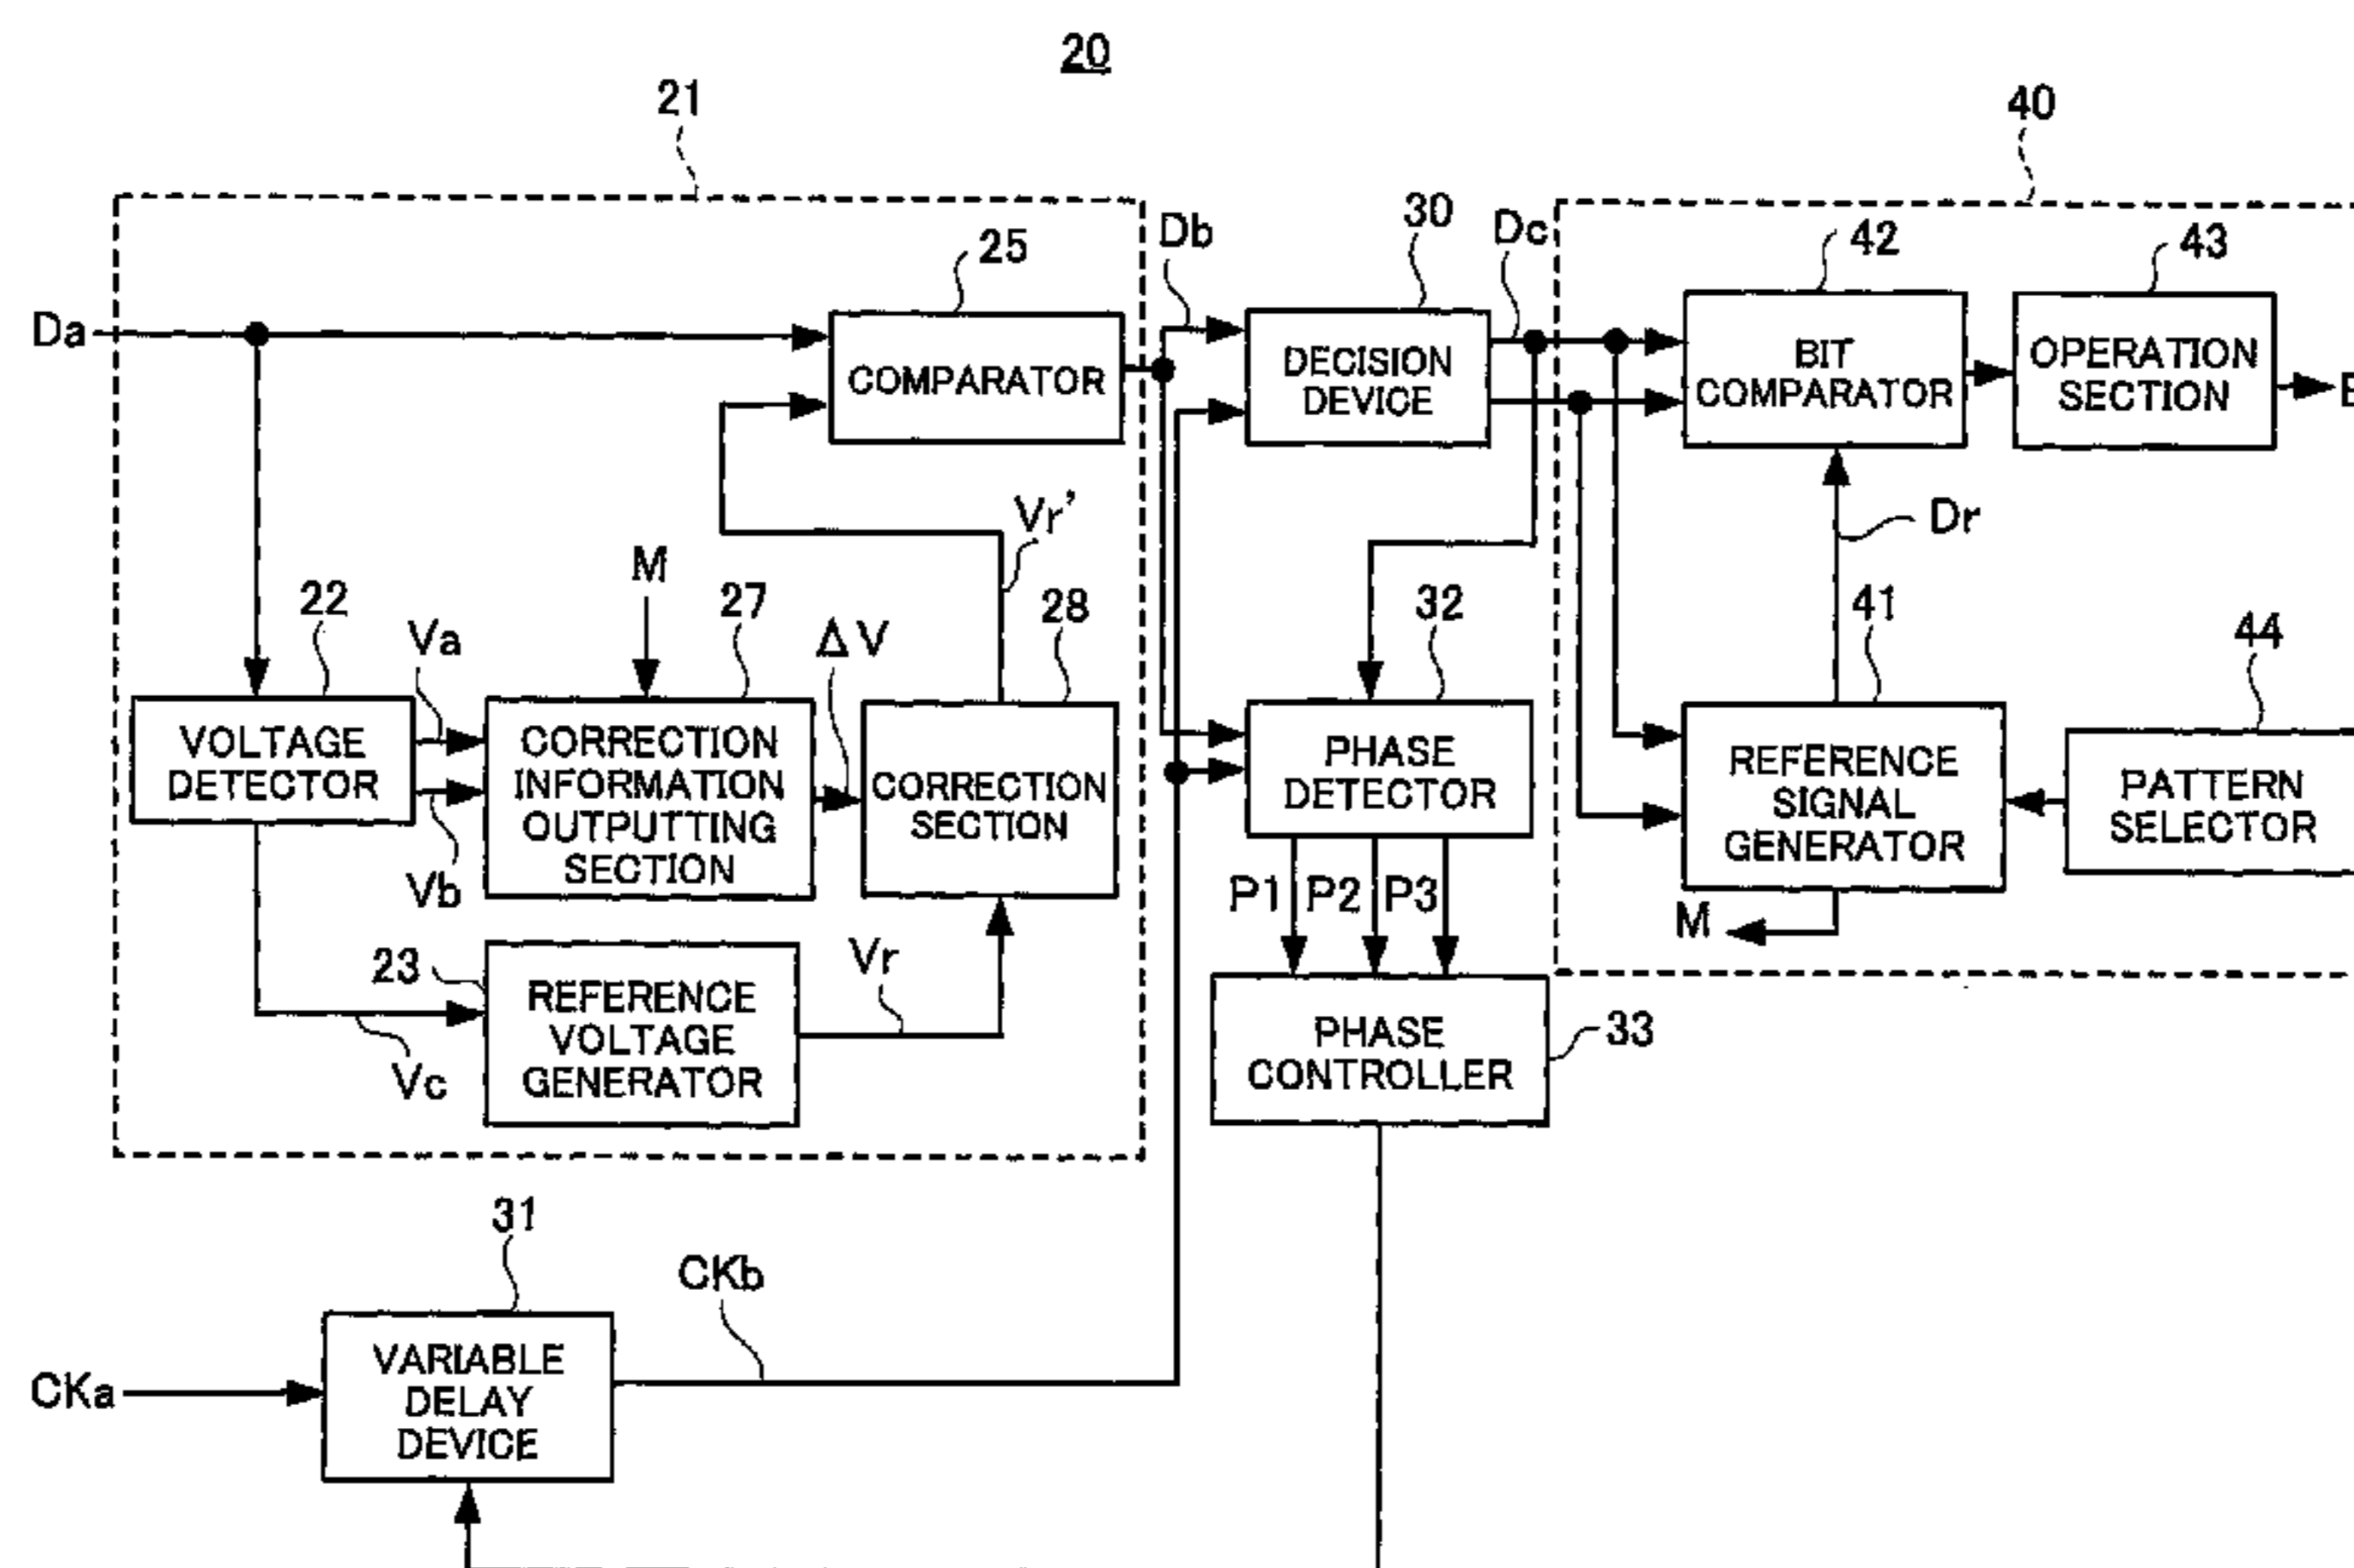 20
21
40
Da
25
COMPARATOR
Db
30
DECISION
DEVICE
Dc
42
BIT
COMPARATOR
43
OPERATION
SECTION
Vr'
Dr
M
22
VOLTAGE
DETECTOR
Va
Vb
27
CORRECTION
INFORMATION
OUTPUTTING
SECTION
ΔV
28
CORRECTION
SECTION
32
PHASE
DETECTOR
41
REFERENCE
SIGNAL
GENERATOR
44
PATTERN
SELECTOR
P1 P2 P3
M
23
REFERENCE
VOLTAGE
GENERATOR
Vr
Vc
PHASE
CONTROLLER
33
31
CKa
VARIABLE
DELAY
DEVICE
CKb